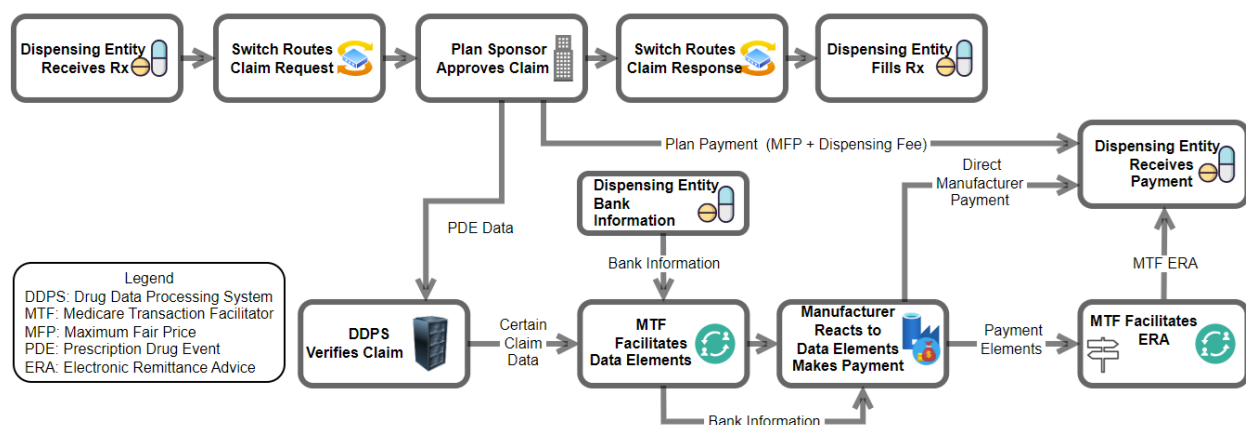 Dispensing Entity
Receives Rx
Switch Routes
Claim Request
Plan Sponsor
Approves Claim
Switch Routes
Claim Response
Dispensing Entity
Fills Rx
Plan Payment (MFP + Dispensing Fee)
Dispensing Entity
Receives
Payment
Direct
Manufacturer
Payment
Dispensing Entity
Bank
Information
PDE Data
Bank Information
MTF ERA
Legend
DDPS: Drug Data Processing System
MTF: Medicare Transaction Facilitator
MFP: Maximum Fair Price
PDE: Prescription Drug Event
ERA: Electronic Remittance Advice
DDPS
Verifies Claim
Certain
Claim
Data
MTF
Facilitates
Data Elements
Manufacturer
Reacts to
Data Elements
Makes Payment
Payment
Elements
MTF Facilitates
ERA
Bank Information